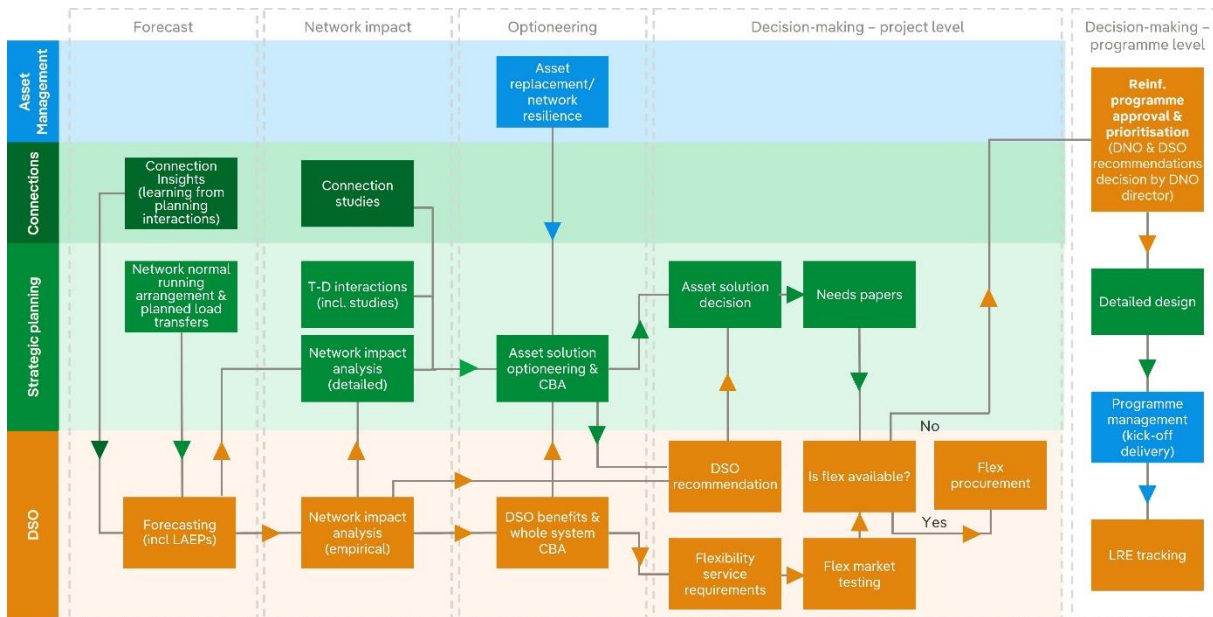 Forecast
Network impact
Optioneering
Decision-making – project level
Decision-making –
programme level
Asset
Management
Asset
replacement/
network
resilience
Reinf.
programme
approval &
prioritisation
(DNO & DSO
recommendations
decision by DNO
director)
Connections
Connection
Insights
(learning from
planning
interactions)
Connection
studies
Strategic planning
Network normal
running
arrangement &
planned load
transfers
T-D interactions
(incl. studies)
Asset solution
decision
Needs papers
Detailed design
Network impact
analysis
(detailed)
Asset solution
optioneering &
CBA
No
Programme
management
(kick-off
delivery)
DSO
DSO
recommendation
Is flex available?
Flex
procurement
Yes
Forecasting
(incl LAEPs)
Network impact
analysis
(empirical)
DSO benefits &
whole system
CBA
Flexibility
service
requirements
Flex market
testing
LRE tracking